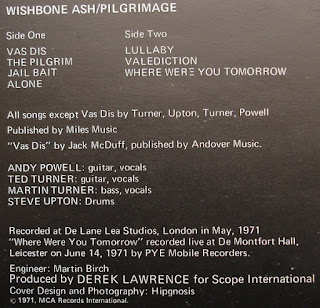 WISHBONE ASH/PILGRIMAGE
Side One
VAS DIS
THE PILGRIM
JAIL BAIT
ALONE
Side Two
LULLABY
VALEDICTION
WHERE WERE YOU TOMORROW
All songs except Vas Dis by Turner, Upton, Turner, Powell
Published by Miles Music
"Vas Dis" by Jack McDuff, published by Andover Music.
ANDY POWELL: guitar, vocals
TED TURNER: guitar, vocals
MARTIN TURNER: bass, vocals
STEVE UPTON: Drums
Recorded at De Lane Lea Studios, London in May, 1971
"Where Were You Tomorrow" recorded live at De Montfort Hall,
Leicester on June 14, 1971 by PYE Mobile Recorders.
Engineer: Martin Birch
Produced by DEREK LAWRENCE for Scope International
Cover Design and Photography: Hipgnosis
© 1971, MCA Records International.